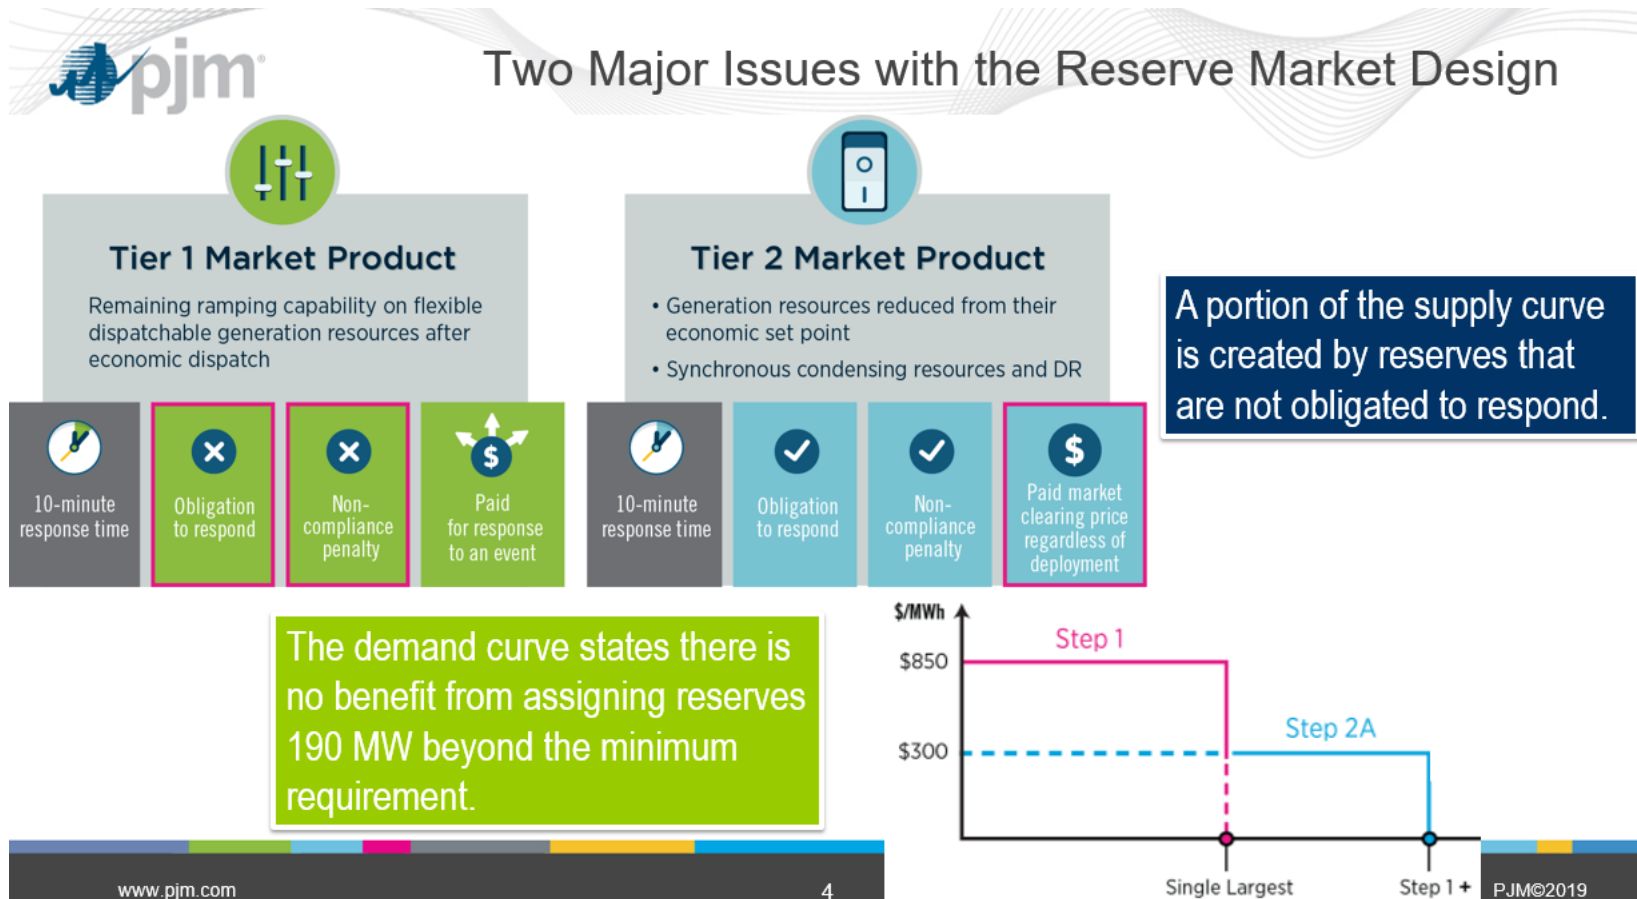 pjm
Two Major Issues with the Reserve Market Design
Tier 1 Market Product
Remaining ramping capability on flexible
dispatchable generation resources after
economic dispatch
10-minute
response time
Obligation
to respond
Non-
compliance
penalty
$
Paid
for response
to an event
Tier 2 Market Product
• Generation resources reduced from their
economic set point
• Synchronous condensing resources and DR
10-minute
response time
Obligation
to respond
Non-
compliance
penalty
$
Paid market
clearing price
regardless of
deployment
A portion of the supply curve
is created by reserves that
are not obligated to respond.
The demand curve states there is
no benefit from assigning reserves
190 MW beyond the minimum
requirement.
$/MWh
$850
$300
Step 1
Step 2A
Single Largest
Step 1 +
www.pjm.com
4
PJM©2019